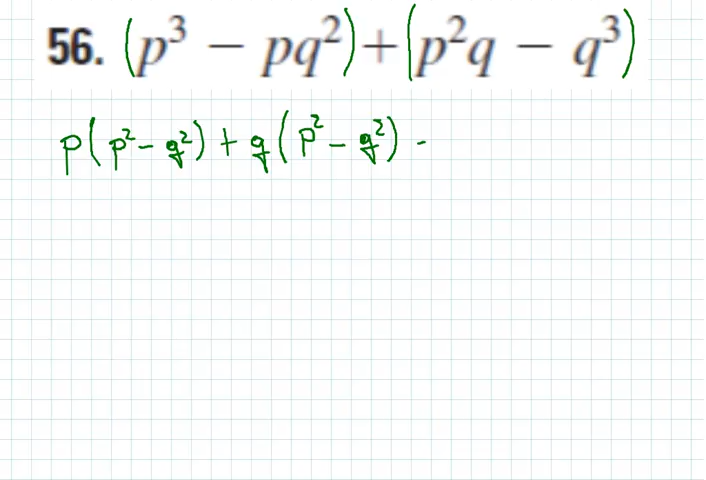 56. (p³ − pq²)+(p²q − q³)
p(p² − q²) + q(p² − q²) -